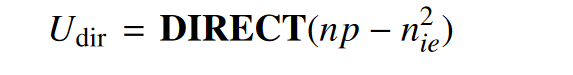 U_dir = DIRECT(np − n_ie^2)